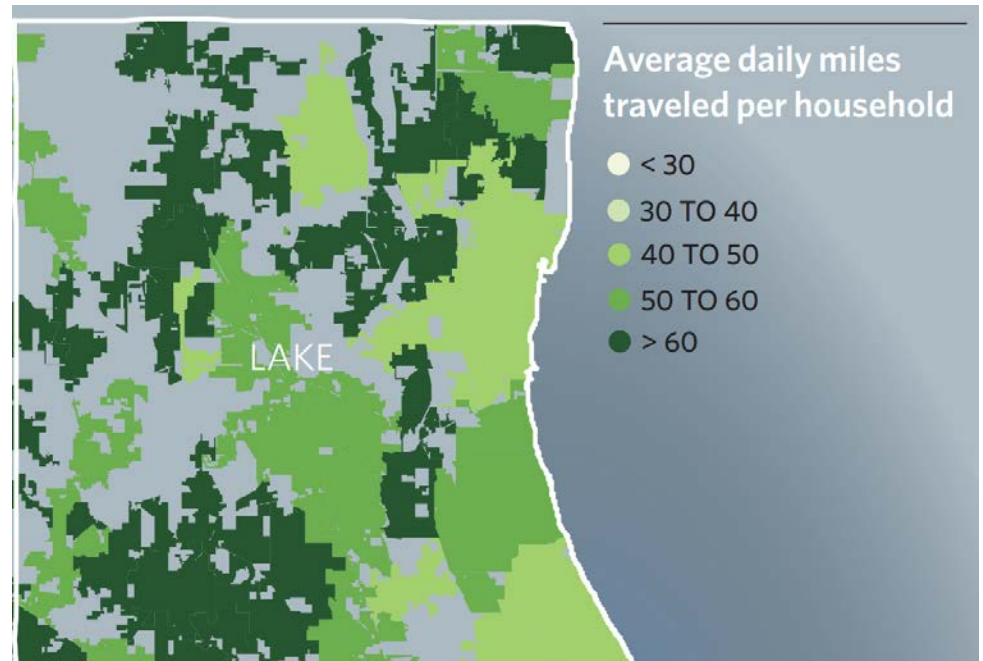 Average daily miles
traveled per household
< 30
30 TO 40
40 TO 50
50 TO 60
> 60
LAKE